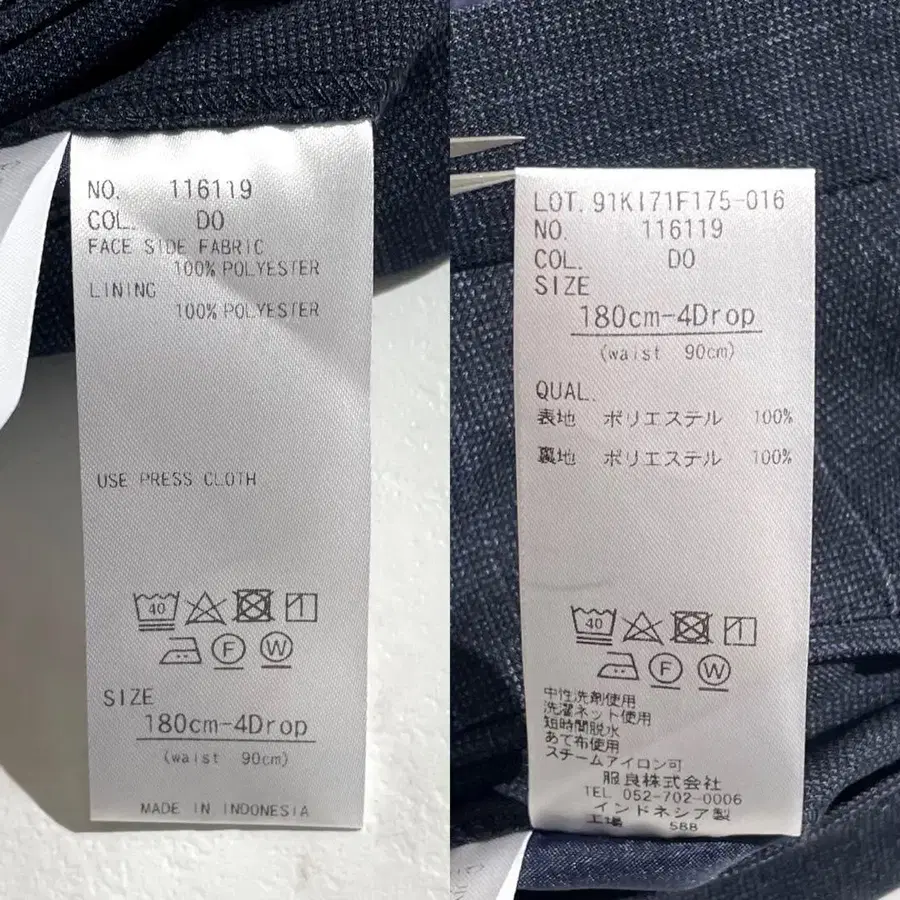 NO. 116119
COL. DO
FACE SIDE FABRIC
100% POLYESTER
LINING
100% POLYESTER
USE PRESS CLOTH
40
F W
SIZE
180cm-4Drop
(waist 90cm)
MADE IN INDONESIA
LOT. 91KI71F175-016
NO. 116119
COL. DO
SIZE
180cm-4Drop
(waist 90cm)
QUAL.
表地 ポリエステル 100%
裏地 ポリエステル 100%
40
F W
中性洗剤使用
洗濯ネット使用
短時間脱水
あて布使用
スチームアイロン可
服良株式会社
TEL 052-702-0006
インドネシア製
工場 588